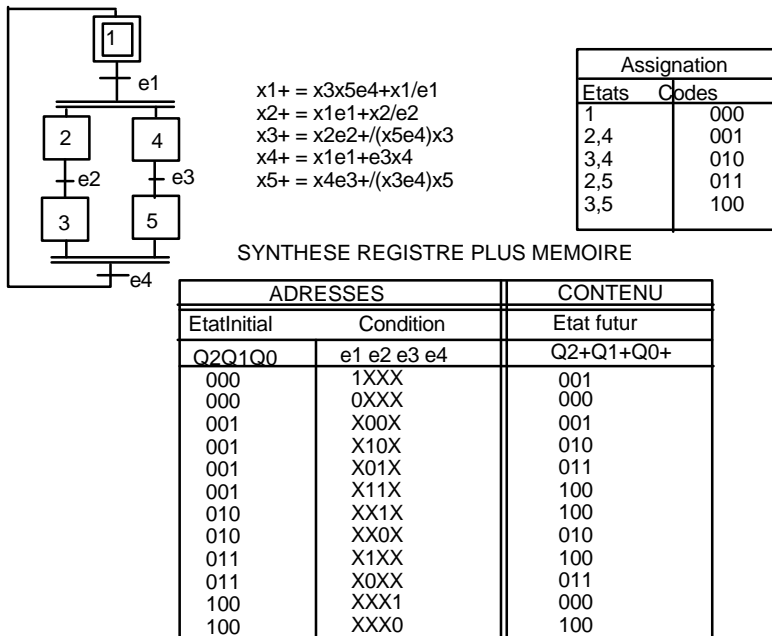 1
e1
2
4
e2
e3
3
5
e4
x1+ = x3x5e4+x1/e1
x2+ = x1e1+x2/e2
x3+ = x2e2+/(x5e4)x3
x4+ = x1e1+e3x4
x5+ = x4e3+/(x3e4)x5
Assignation
Etats Codes
1 000
2,4 001
3,4 010
2,5 011
3,5 100
SYNTHESE REGISTRE PLUS MEMOIRE
ADRESSES CONTENU
EtatInitial Condition Etat futur
Q2Q1Q0 e1 e2 e3 e4 Q2+Q1+Q0+
000 1XXX 001
000 0XXX 000
001 X00X 001
001 X10X 010
001 X01X 011
001 X11X 100
010 XX1X 100
010 XX0X 010
011 X1XX 100
011 X0XX 011
100 XXX1 000
100 XXX0 100